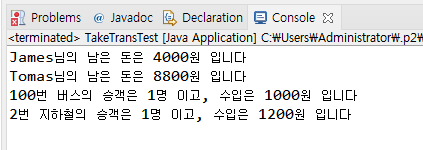 Problems @ Javadoc Declaration Console
<terminated> TakeTransTest [Java Application] C:₩Users₩Administrator₩.p2₩
James님의 남은 돈은 4000원 입니다
Tomas님의 남은 돈은 8800원 입니다
100번 버스의 승객은 1명 이고, 수입은 1000원 입니다
2번 지하철의 승객은 1명 이고, 수입은 1200원 입니다